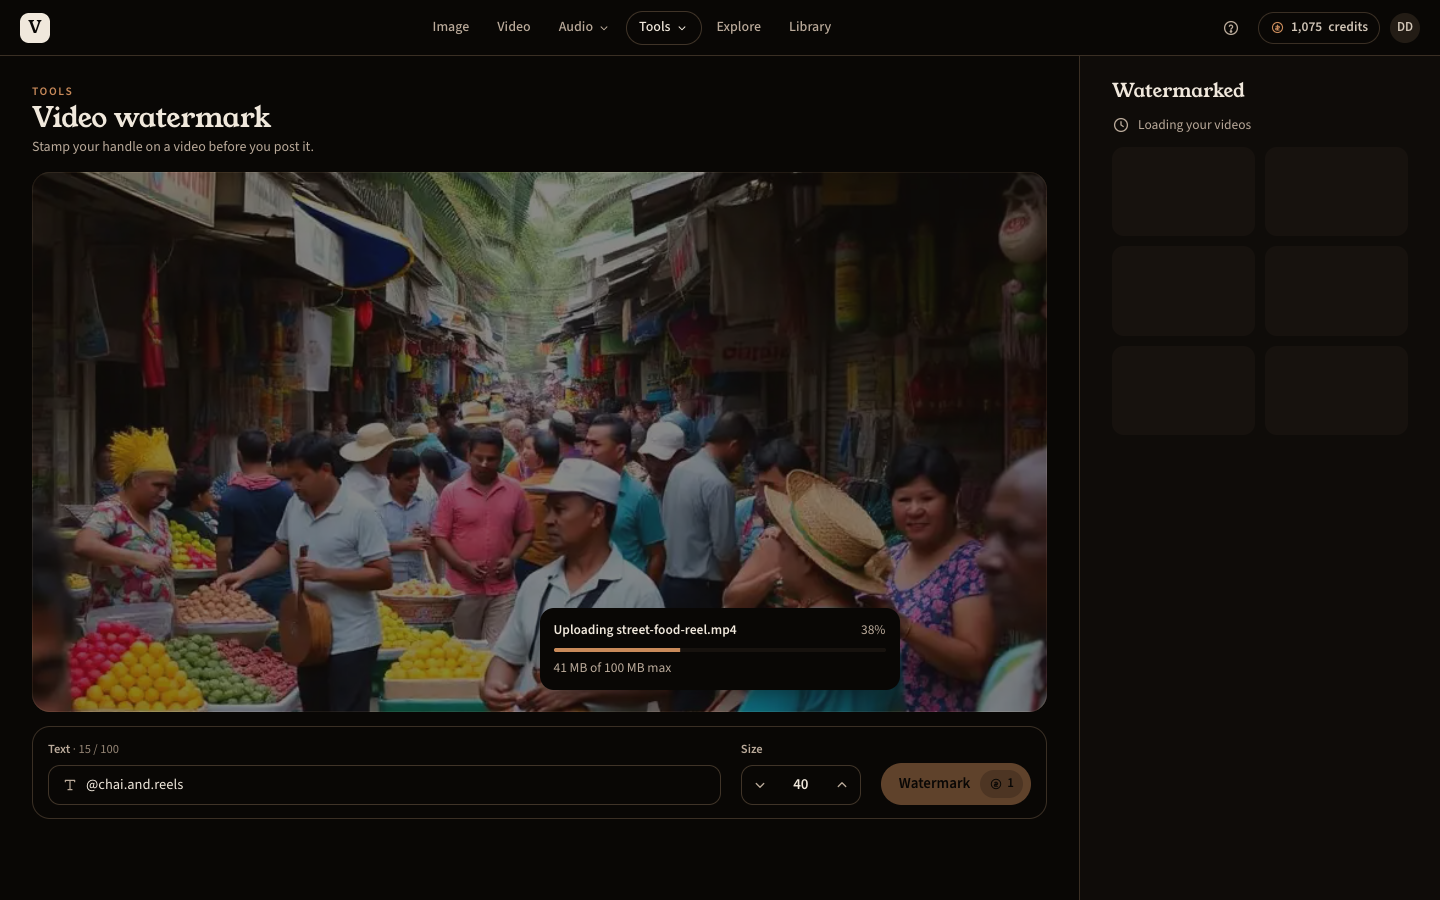 V
Image
Video
Audio
Tools
Explore
Library
1,075 credits
DD
TOOLS
Video watermark
Stamp your handle on a video before you post it.
Uploading street-food-reel.mp4
38%
41 MB of 100 MB max
Text · 15 / 100
@chai.and.reels
Size
40
Watermark
1
Watermarked
Loading your videos